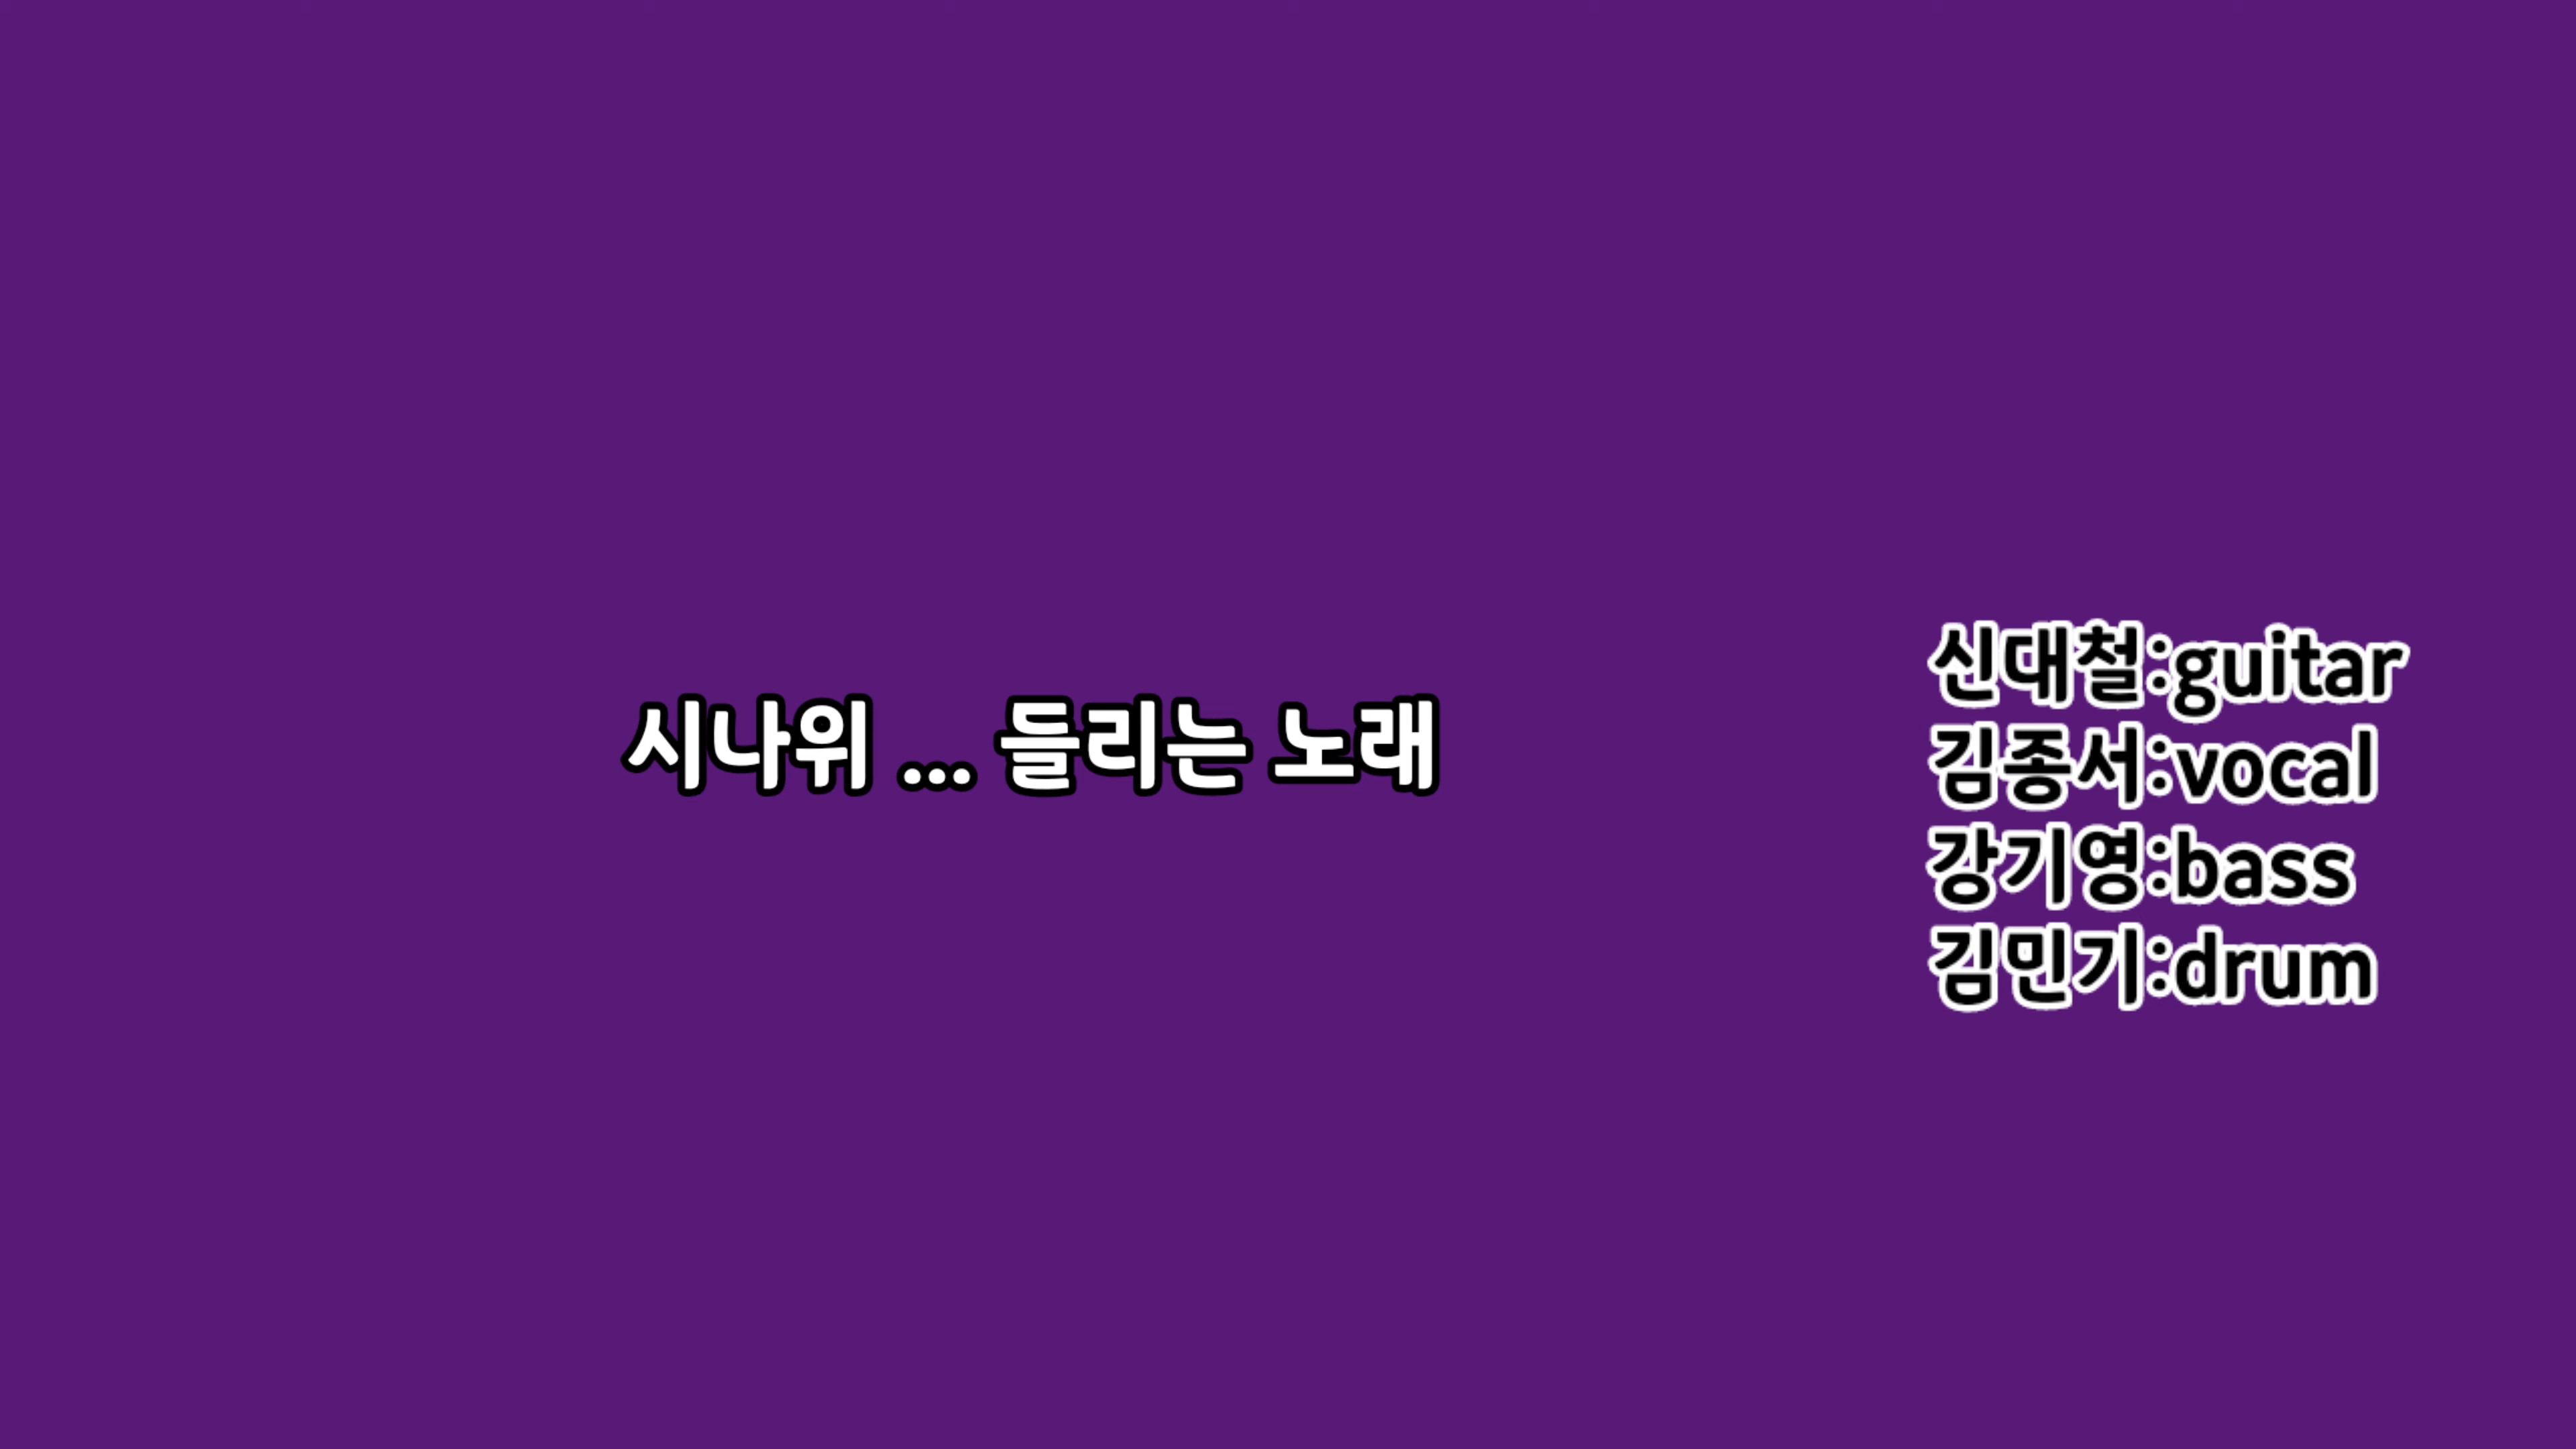 시나위 ... 들리는 노래
신대철:guitar
김종서:vocal
강기영:bass
김민기:drum